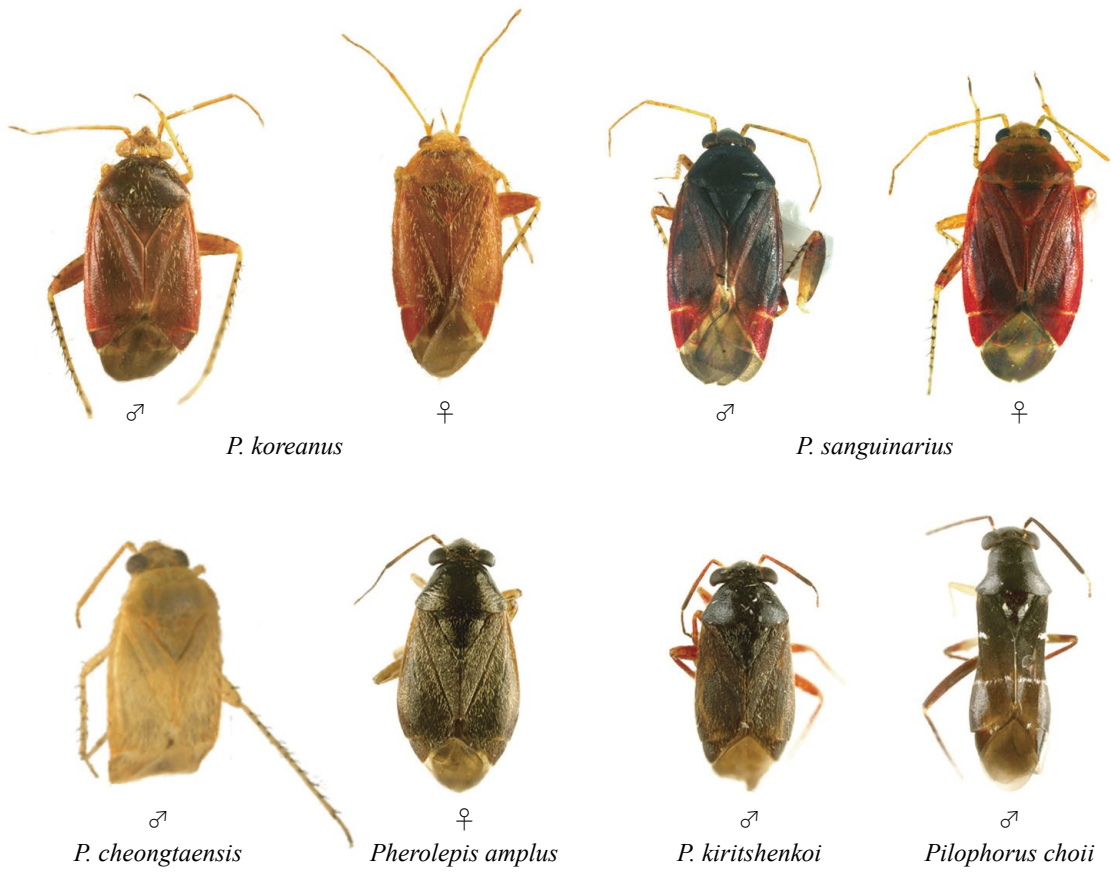 ♂ ♀ ♂ ♀
P. koreanus P. sanguinarius
♂ ♀ ♂ ♂
P. cheongtaensis Pherolepis amplus P. kiritshenkoi Pilophorus choii